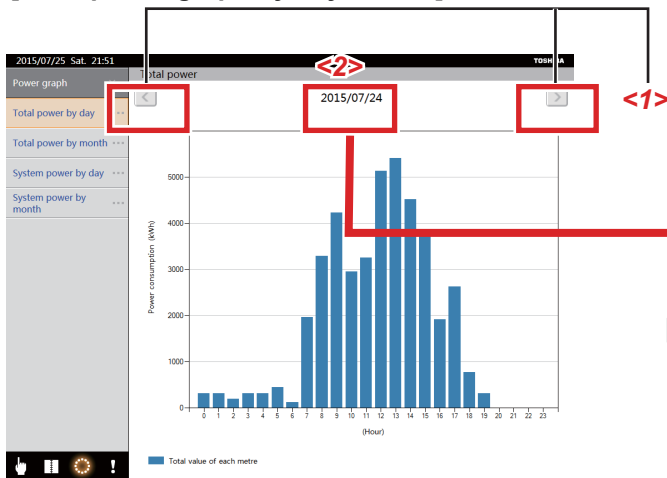 2015/07/25 Sat. 21:51
<2>
TOSHIBA
Power graph
Total power
<1>
2015/07/24
Total power by day
Total power by month
System power by day
System power by
month
Power consumption (kWh)
5000
4000
3000
2000
1000
0
0 1 2 3 4 5 6 7 8 9 10 11 12 13 14 15 16 17 18 19 20 21 22 23
(Hour)
Total value of each metre